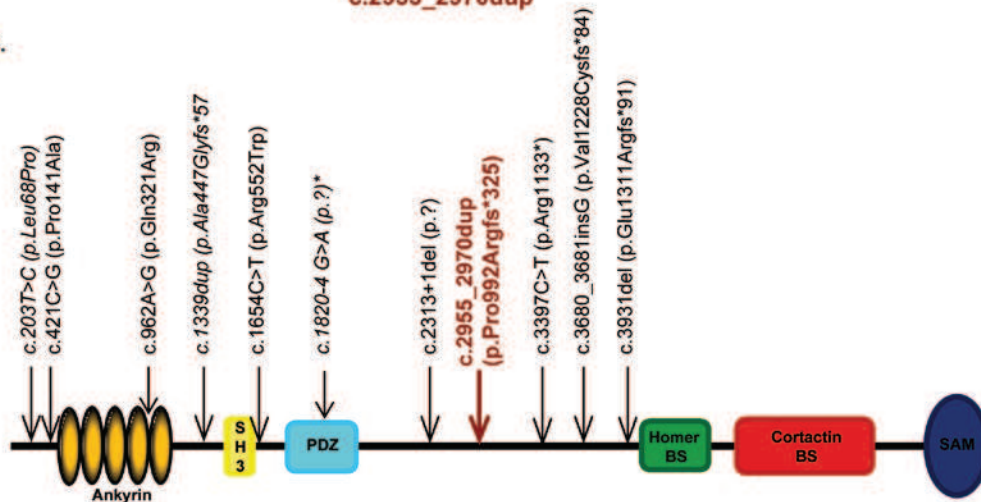 c.2955_2970dup
c.203T>C (p.Leu68Pro)
c.421C>G (p.Pro141Ala)
c.962A>G (p.Gln321Arg)
c.1339dup (p.Ala447Glyfs*57
c.1654C>T (p.Arg552Trp)
c.1820-4 G>A (p.?)*
c.2313+1del (p.?)
c.2955_2970dup
(p.Pro992Argfs*325)
c.3397C>T (p.Arg1133*)
c.3680_3681insG (p.Val1228Cysfs*84)
c.3931del (p.Glu1311Argfs*91)
Ankyrin
S
H
3
PDZ
Homer
BS
Cortactin
BS
SAM